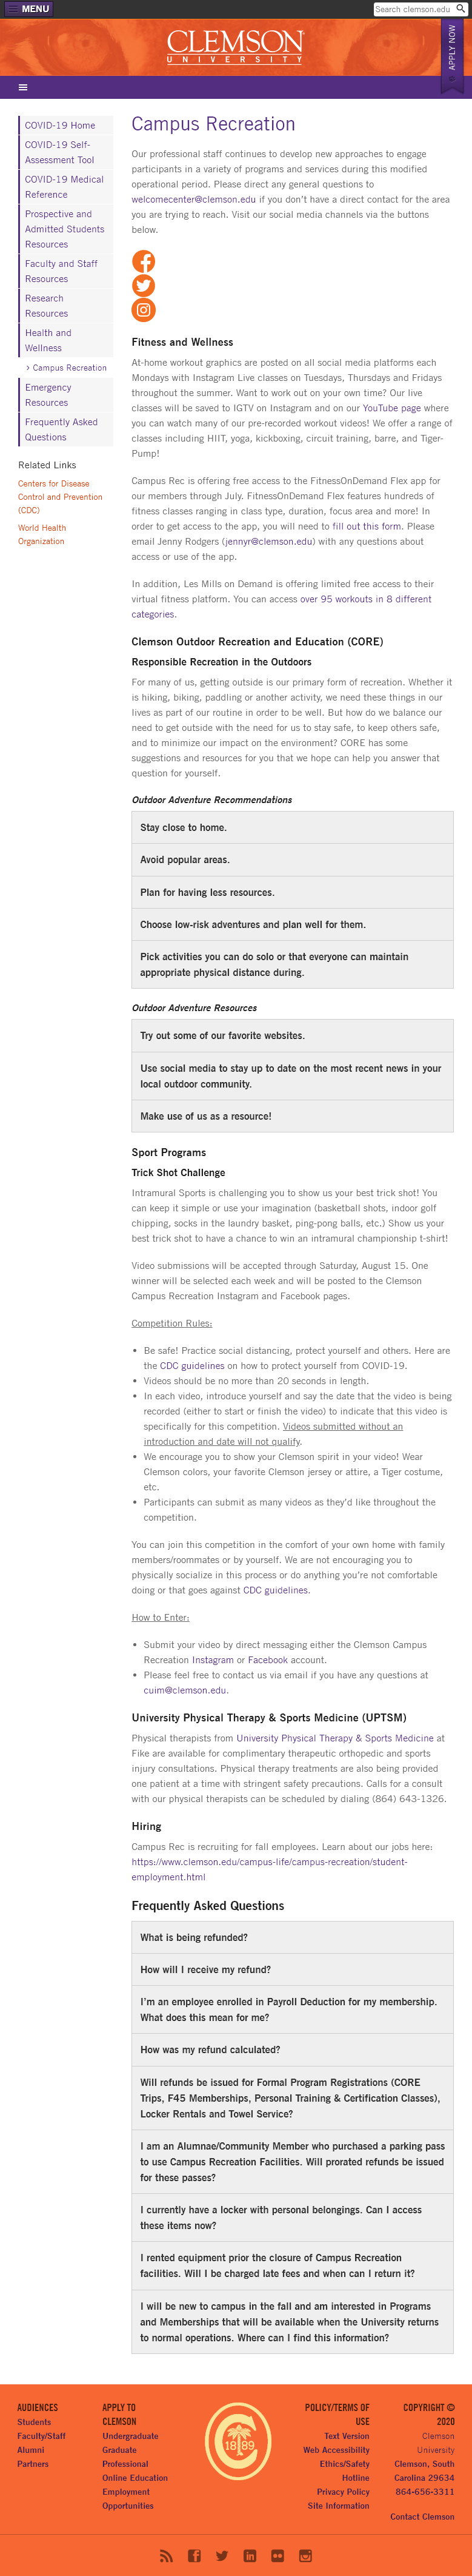 MENU
Search clemson.edu
CLEMSON
UNIVERSITY
APPLY NOW
COVID-19 Home
COVID-19 Self-
Assessment Tool
COVID-19 Medical
Reference
Prospective and
Admitted Students
Resources
Faculty and Staff
Resources
Research
Resources
Health and
Wellness
› Campus Recreation
Emergency
Resources
Frequently Asked
Questions
Related Links
Centers for Disease
Control and Prevention
(CDC)
World Health
Organization
Campus Recreation
Our professional staff continues to develop new approaches to engage
participants in a variety of programs and services during this modified
operational period. Please direct any general questions to
welcomecenter@clemson.edu if you don't have a direct contact for the area
you are trying to reach. Visit our social media channels via the buttons
below.
Fitness and Wellness
At-home workout graphics are posted on all social media platforms each
Mondays with Instagram Live classes on Tuesdays, Thursdays and Fridays
throughout the summer. Want to work out on your own time? Our live
classes will be saved to IGTV on Instagram and on our YouTube page where
you can watch many of our pre-recorded workout videos! We offer a range of
classes including HIIT, yoga, kickboxing, circuit training, barre, and Tiger-
Pump!
Campus Rec is offering free access to the FitnessOnDemand Flex app for
our members through July. FitnessOnDemand Flex features hundreds of
fitness classes ranging in class type, duration, focus area and more! In
order to get access to the app, you will need to fill out this form. Please
email Jenny Rodgers (jennyr@clemson.edu) with any questions about
access or use of the app.
In addition, Les Mills on Demand is offering limited free access to their
virtual fitness platform. You can access over 95 workouts in 8 different
categories.
Clemson Outdoor Recreation and Education (CORE)
Responsible Recreation in the Outdoors
For many of us, getting outside is our primary form of recreation. Whether it
is hiking, biking, paddling or another activity, we need these things in our
lives as part of our routine in order to be well. But how do we balance our
need to get outside with the need for us to stay safe, to keep others safe,
and to minimize our impact on the environment? CORE has some
suggestions and resources for you that we hope can help you answer that
question for yourself.
Outdoor Adventure Recommendations
Stay close to home.
Avoid popular areas.
Plan for having less resources.
Choose low-risk adventures and plan well for them.
Pick activities you can do solo or that everyone can maintain
appropriate physical distance during.
Outdoor Adventure Resources
Try out some of our favorite websites.
Use social media to stay up to date on the most recent news in your
local outdoor community.
Make use of us as a resource!
Sport Programs
Trick Shot Challenge
Intramural Sports is challenging you to show us your best trick shot! You
can keep it simple or use your imagination (basketball shots, indoor golf
chipping, socks in the laundry basket, ping-pong balls, etc.) Show us your
best trick shot to have a chance to win an intramural championship t-shirt!
Video submissions will be accepted through Saturday, August 15. One
winner will be selected each week and will be posted to the Clemson
Campus Recreation Instagram and Facebook pages.
Competition Rules:
• Be safe! Practice social distancing, protect yourself and others. Here are
the CDC guidelines on how to protect yourself from COVID-19.
• Videos should be no more than 20 seconds in length.
• In each video, introduce yourself and say the date that the video is being
recorded (either to start or finish the video) to indicate that this video is
specifically for this competition. Videos submitted without an
introduction and date will not qualify.
• We encourage you to show your Clemson spirit in your video! Wear
Clemson colors, your favorite Clemson jersey or attire, a Tiger costume,
etc.
• Participants can submit as many videos as they'd like throughout the
competition.
You can join this competition in the comfort of your own home with family
members/roommates or by yourself. We are not encouraging you to
physically socialize in this process or do anything you're not comfortable
doing or that goes against CDC guidelines.
How to Enter:
• Submit your video by direct messaging either the Clemson Campus
Recreation Instagram or Facebook account.
• Please feel free to contact us via email if you have any questions at
cuim@clemson.edu.
University Physical Therapy & Sports Medicine (UPTSM)
Physical therapists from University Physical Therapy & Sports Medicine at
Fike are available for complimentary therapeutic orthopedic and sports
injury consultations. Physical therapy treatments are also being provided
one patient at a time with stringent safety precautions. Calls for a consult
with our physical therapists can be scheduled by dialing (864) 643-1326.
Hiring
Campus Rec is recruiting for fall employees. Learn about our jobs here:
https://www.clemson.edu/campus-life/campus-recreation/student-
employment.html
Frequently Asked Questions
What is being refunded?
How will I receive my refund?
I'm an employee enrolled in Payroll Deduction for my membership.
What does this mean for me?
How was my refund calculated?
Will refunds be issued for Formal Program Registrations (CORE
Trips, F45 Memberships, Personal Training & Certification Classes),
Locker Rentals and Towel Service?
I am an Alumnae/Community Member who purchased a parking pass
to use Campus Recreation Facilities. Will prorated refunds be issued
for these passes?
I currently have a locker with personal belongings. Can I access
these items now?
I rented equipment prior the closure of Campus Recreation
facilities. Will I be charged late fees and when can I return it?
I will be new to campus in the fall and am interested in Programs
and Memberships that will be available when the University returns
to normal operations. Where can I find this information?
AUDIENCES
Students
Faculty/Staff
Alumni
Partners
APPLY TO
CLEMSON
Undergraduate
Graduate
Professional
Online Education
Employment
Opportunities
1889
POLICY/TERMS OF
USE
Text Version
Web Accessibility
Ethics/Safety
Hotline
Privacy Policy
Site Information
COPYRIGHT ©
2020
Clemson
University
Clemson, South
Carolina 29634
864-656-3311
Contact Clemson